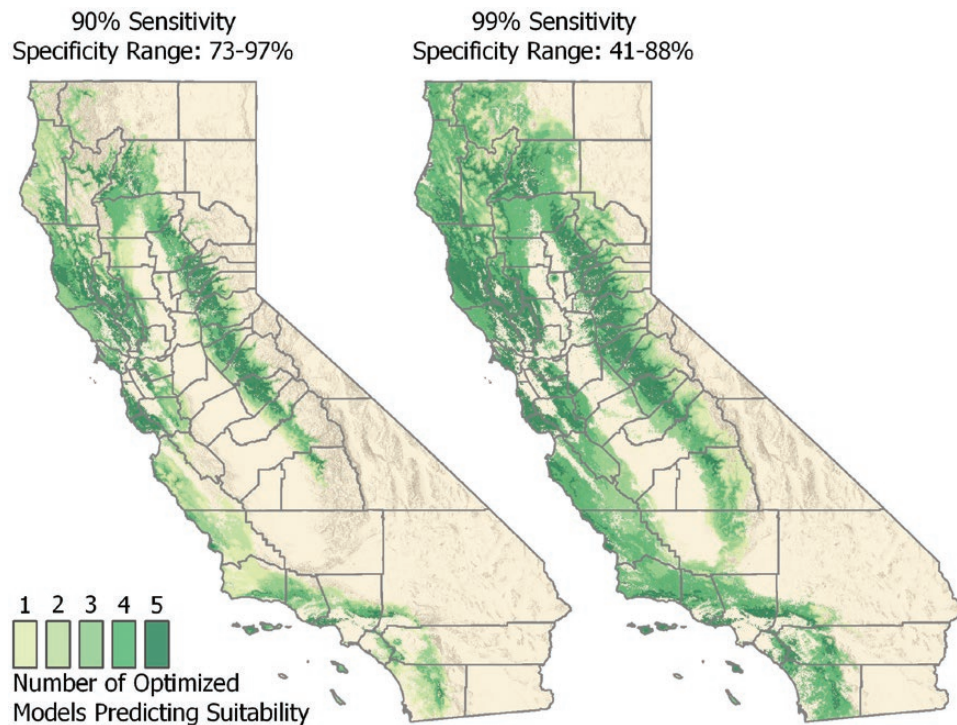 90% Sensitivity
Specificity Range: 73-97%
99% Sensitivity
Specificity Range: 41-88%
1 2 3 4 5
Number of Optimized
Models Predicting Suitability